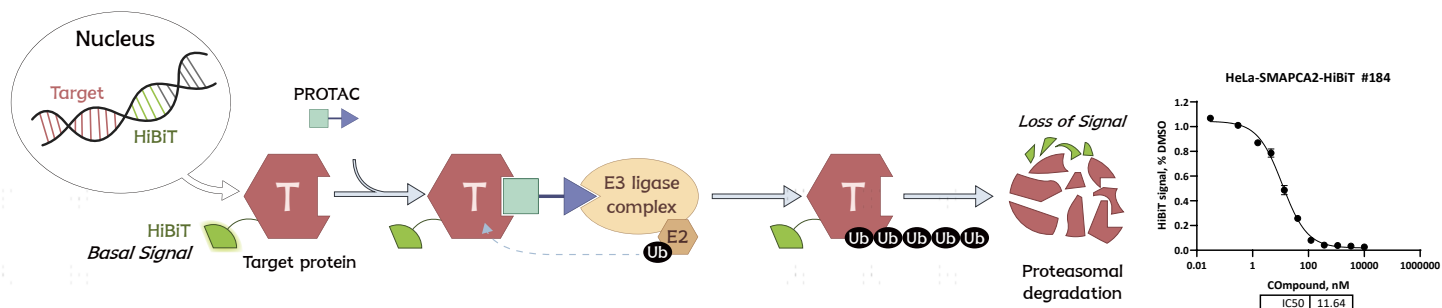 Nucleus
Target
HiBiT
PROTAC
T
HiBiT
Basal Signal
Target protein
T
E3 ligase
complex
E2
Ub
T
Ub Ub Ub Ub Ub
Loss of Signal
Proteasomal
degradation
HeLa-SMAPCA2-HiBiT #184
HiBiT signal, % DMSO
1.2
1.0
0.8
0.6
0.4
0.2
0.0
0.01 1 100 10000 1000000
COmpound, nM
IC50 11.64